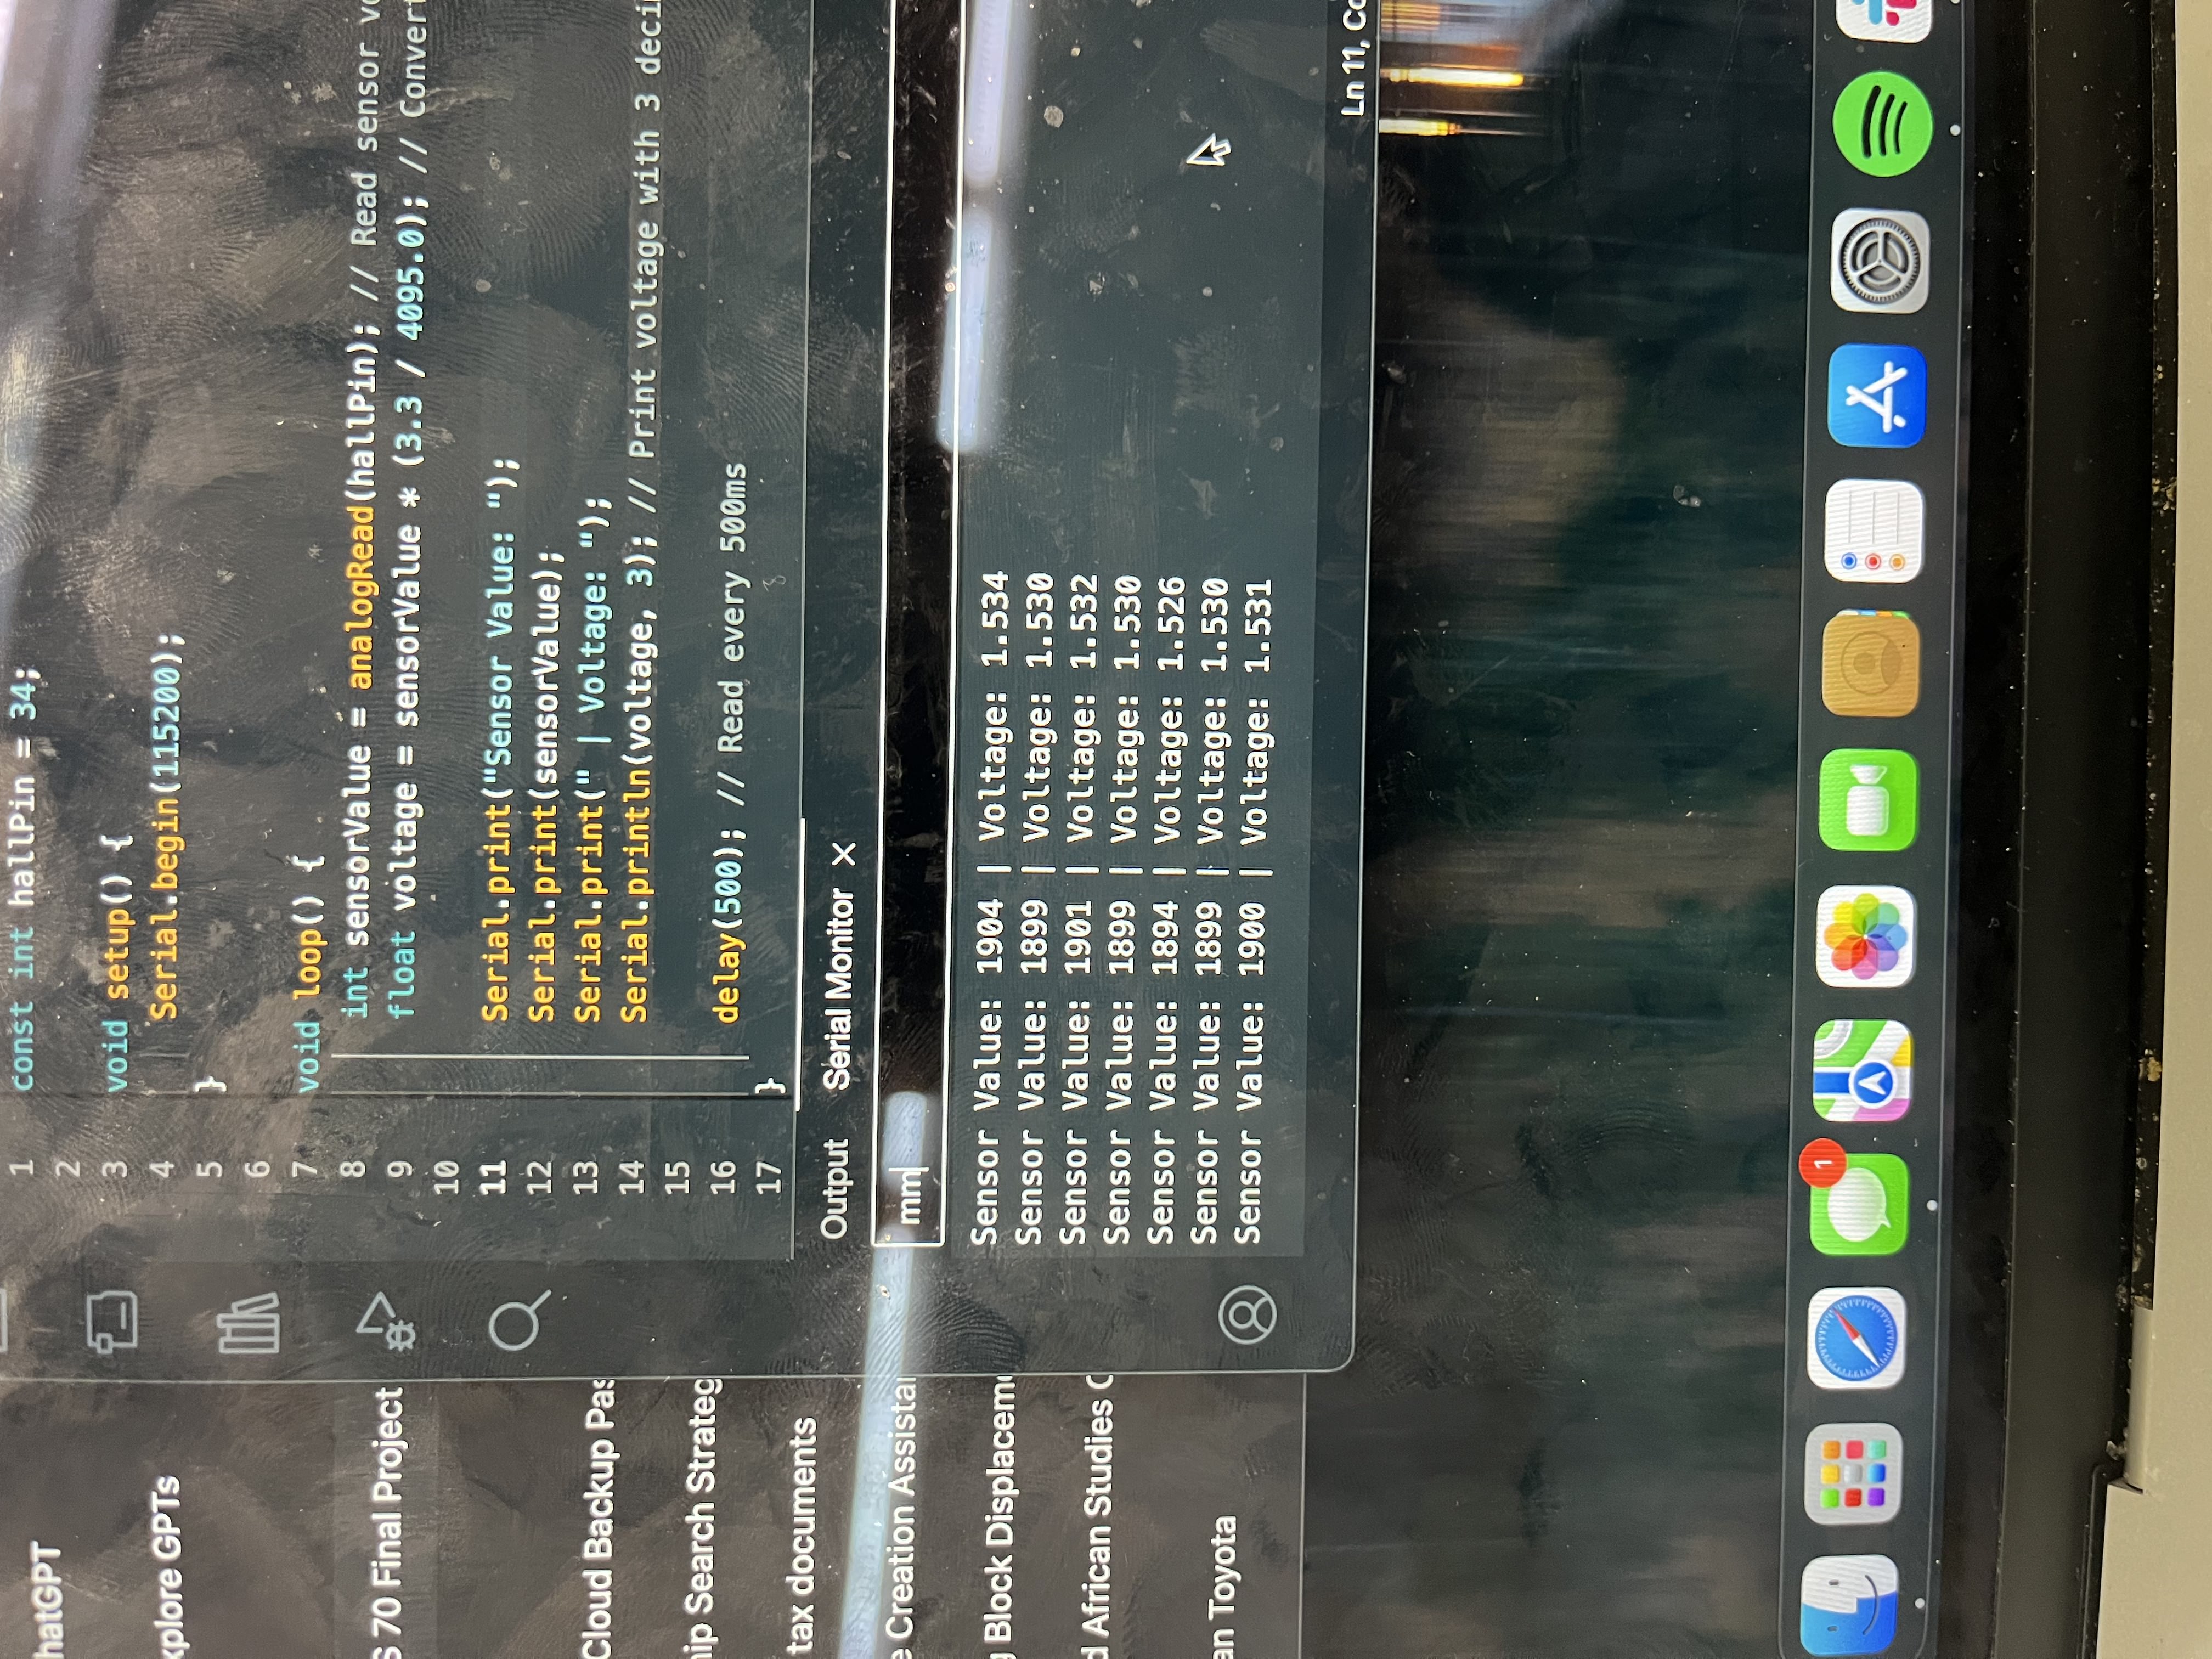 hatGPT
xplore GPTs
S 70 Final Project
Cloud Backup Pas
hip Search Strateg
tax documents
e Creation Assista
g Block Displaceme
d African Studies C
an Toyota
1 const int hallPin = 34;
2
3 void setup() {
4 Serial.begin(115200);
5 }
6
7 void loop() {
8 int sensorValue = analogRead(hallPin); // Read sensor vo
9 float voltage = sensorValue * (3.3 / 4095.0); // Convert
10
11 Serial.print("Sensor Value: ");
12 Serial.print(sensorValue);
13 Serial.print(" | Voltage: ");
14 Serial.println(voltage, 3); // Print voltage with 3 deci
15
16 delay(500); // Read every 500ms
17 }
Output Serial Monitor
mm
Sensor Value: 1904 | Voltage: 1.534
Sensor Value: 1899 | Voltage: 1.530
Sensor Value: 1901 | Voltage: 1.532
Sensor Value: 1899 | Voltage: 1.530
Sensor Value: 1894 | Voltage: 1.526
Sensor Value: 1899 | Voltage: 1.530
Sensor Value: 1900 | Voltage: 1.531
Ln 11, Co
1